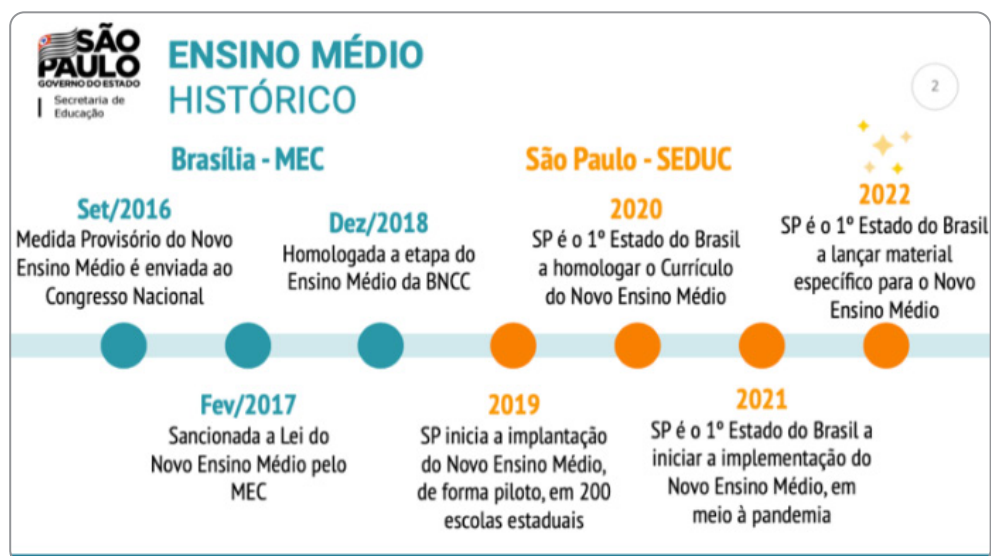 SÃO
PAULO
GOVERNO DO ESTADO
Secretaria de
Educação
ENSINO MÉDIO
HISTÓRICO
2
Brasília - MEC
São Paulo - SEDUC
Set/2016
Medida Provisório do Novo
Ensino Médio é enviada ao
Congresso Nacional
Fev/2017
Sancionada a Lei do
Novo Ensino Médio pelo
MEC
Dez/2018
Homologada a etapa do
Ensino Médio da BNCC
2019
SP inicia a implantação
do Novo Ensino Médio,
de forma piloto, em 200
escolas estaduais
2020
SP é o 1º Estado do Brasil
a homologar o Currículo
do Novo Ensino Médio
2021
SP é o 1º Estado do Brasil a
iniciar a implementação do
Novo Ensino Médio, em
meio à pandemia
2022
SP é o 1º Estado do Brasil
a lançar material
específico para o Novo
Ensino Médio